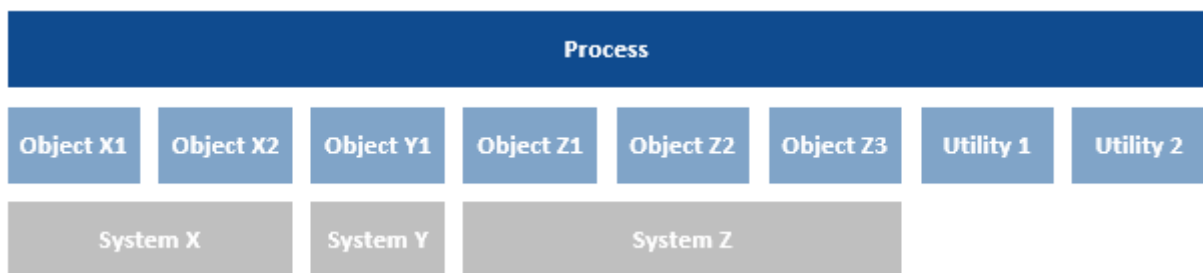 Process
Object X1 Object X2 Object Y1 Object Z1 Object Z2 Object Z3 Utility 1 Utility 2
System X System Y System Z